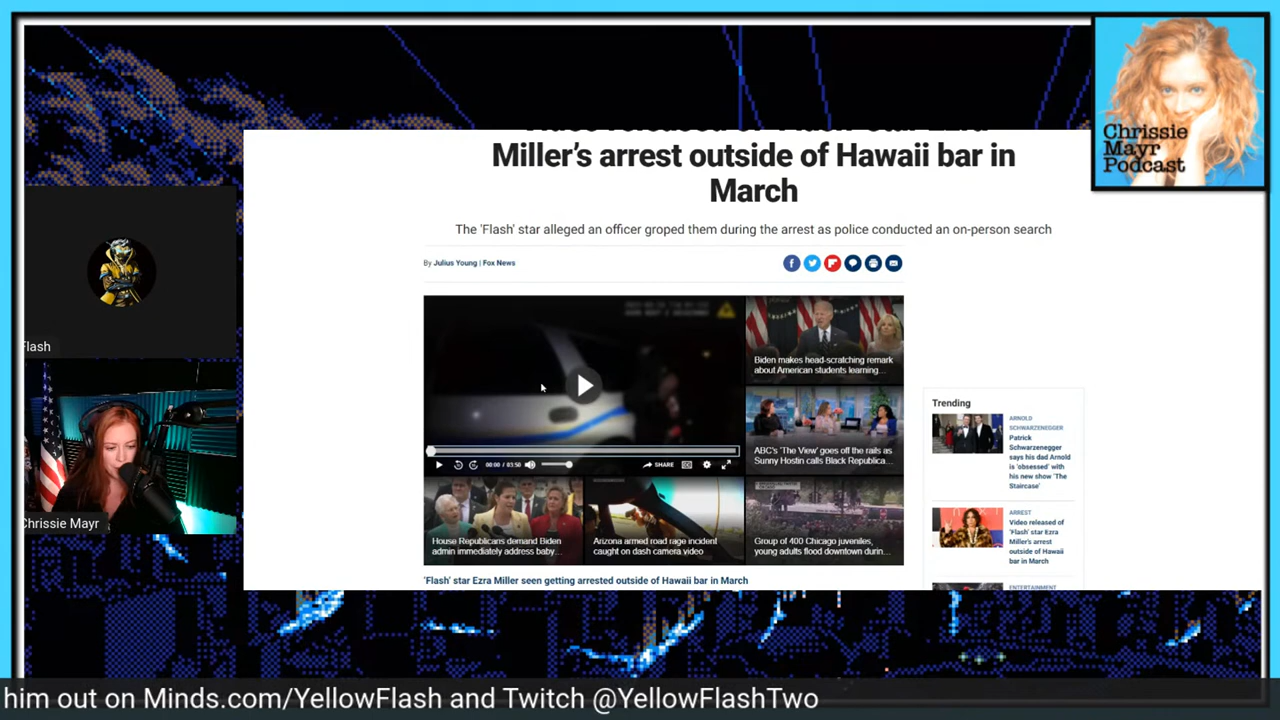 Chrissie
Mayr
Podcast
Miller's arrest outside of Hawaii bar in
March
The 'Flash' star alleged an officer groped them during the arrest as police conducted an on-person search
By Julius Young | Fox News
Biden makes head-scratching remark
about American students learning...
ABC's 'The View' goes off the rails as
Sunny Hostin calls Black Republica...
00:00 / 03:50
SHARE
House Republicans demand Biden
admin immediately address baby...
Arizona armed road rage incident
caught on dash camera video
Group of 400 Chicago juveniles,
young adults flood downtown durin...
'Flash' star Ezra Miller seen getting arrested outside of Hawaii bar in March
Trending
ARNOLD
SCHWARZENEGGER
Patrick
Schwarzenegger
says his dad Arnold
is 'obsessed' with
his new show 'The
Staircase'
ARREST
Video released of
'Flash' star Ezra
Miller's arrest
outside of Hawaii
bar in March
ENTERTAINMENT
Flash
Chrissie Mayr
him out on Minds.com/YellowFlash and Twitch @YellowFlashTwo